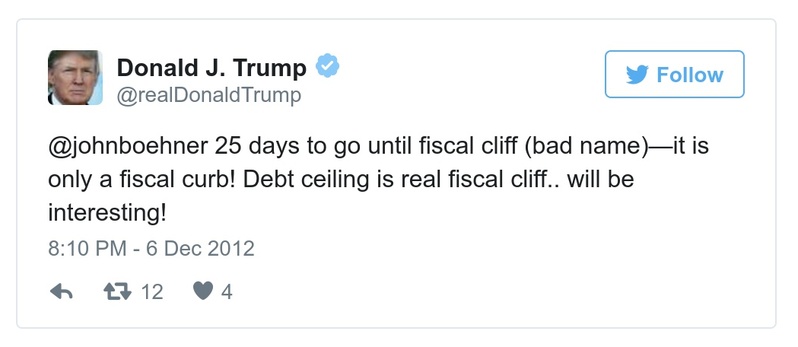 Donald J. Trump
@realDonaldTrump
Follow
@johnboehner 25 days to go until fiscal cliff (bad name)—it is
only a fiscal curb! Debt ceiling is real fiscal cliff.. will be
interesting!
8:10 PM - 6 Dec 2012
12 4